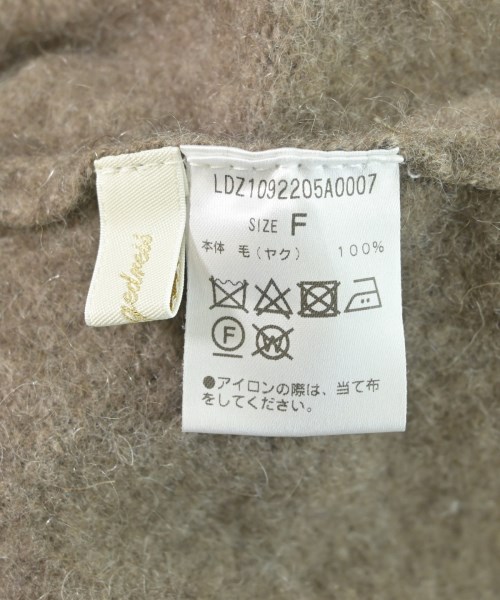 LDZ1092205A0007
SIZE F
本体 毛(ヤク) 100%
F
W
●アイロンの際は、当て布
をしてください。